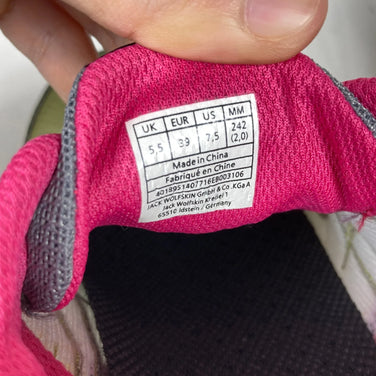 UK EUR US MM
5,5 39 7,5 242
(2,0)
Made in China
Fabriqué en Chine
4018951407716EB003106
JACK WOLFSKIN GmbH & Co. KGaA
Jack Wolfskin Kreisel 1
65510 Idstein / Germany